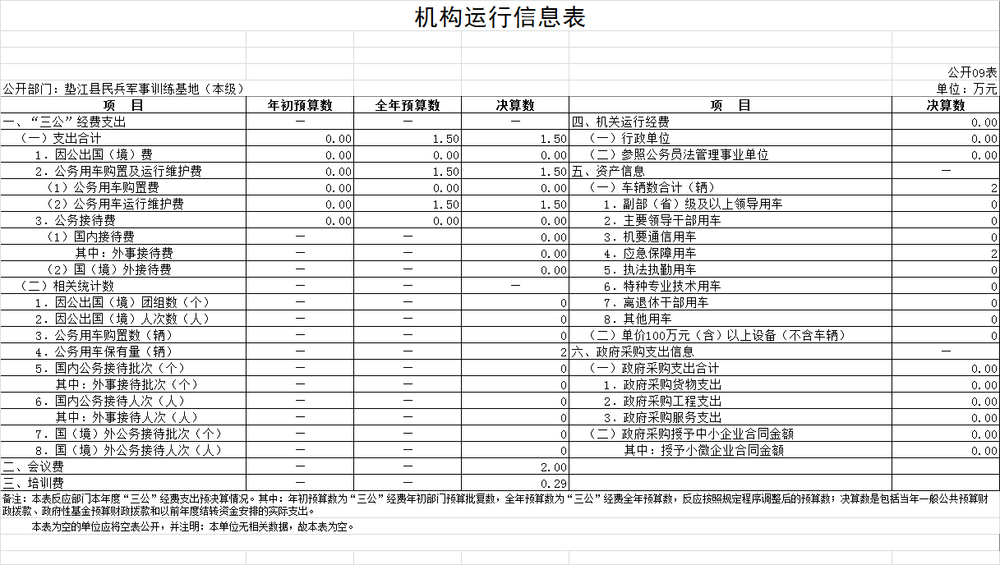 机构运行信息表
公开09表
公开部门：垫江县民兵军事训练基地（本级） 单位：万元
项 目 年初预算数 全年预算数 决算数 项 目 决算数
一、“三公”经费支出 — — — 四、机关运行经费 0.00
（一）支出合计 0.00 1.50 1.50 （一）行政单位 0.00
1．因公出国（境）费 0.00 0.00 0.00 （二）参照公务员法管理事业单位 0.00
2．公务用车购置及运行维护费 0.00 1.50 1.50 五、资产信息 —
（1）公务用车购置费 0.00 0.00 0.00 （一）车辆数合计（辆） 2
（2）公务用车运行维护费 0.00 1.50 1.50 1．副部（省）级及以上领导用车 0
3．公务接待费 0.00 0.00 0.00 2．主要领导干部用车 0
（1）国内接待费 — — 0.00 3．机要通信用车 0
其中：外事接待费 — — 0.00 4．应急保障用车 2
（2）国（境）外接待费 — — 0.00 5．执法执勤用车 0
（二）相关统计数 — — — 6．特种专业技术用车 0
1．因公出国（境）团组数（个） — — 0 7．离退休干部用车 0
2．因公出国（境）人次数（人） — — 0 8．其他用车 0
3．公务用车购置数（辆） — — 0 （二）单价100万元（含）以上设备（不含车辆） 0
4．公务用车保有量（辆） — — 2 六、政府采购支出信息 —
5．国内公务接待批次（个） — — 0 （一）政府采购支出合计 0.00
其中：外事接待批次（个） — — 0 1．政府采购货物支出 0.00
6．国内公务接待人次（人） — — 0 2．政府采购工程支出 0.00
其中：外事接待人次（人） — — 0 3．政府采购服务支出 0.00
7．国（境）外公务接待批次（个） — — 0 （二）政府采购授予中小企业合同金额 0.00
8．国（境）外公务接待人次（人） — — 0 其中：授予小微企业合同金额 0.00
二、会议费 — — 2.00
三、培训费 — — 0.29
备注：本表反应部门本年度“三公”经费支出预决算情况。其中：年初预算数为“三公”经费年初部门预算批复数，全年预算数为“三公”经费全年预算数，反应按照规定程序调整后的预算数；决算数是包括当年一般公共预算财
政拨款、政府性基金预算财政拨款和以前年度结转资金安排的实际支出。
本表为空的单位应将空表公开，并注明：本单位无相关数据，故本表为空。